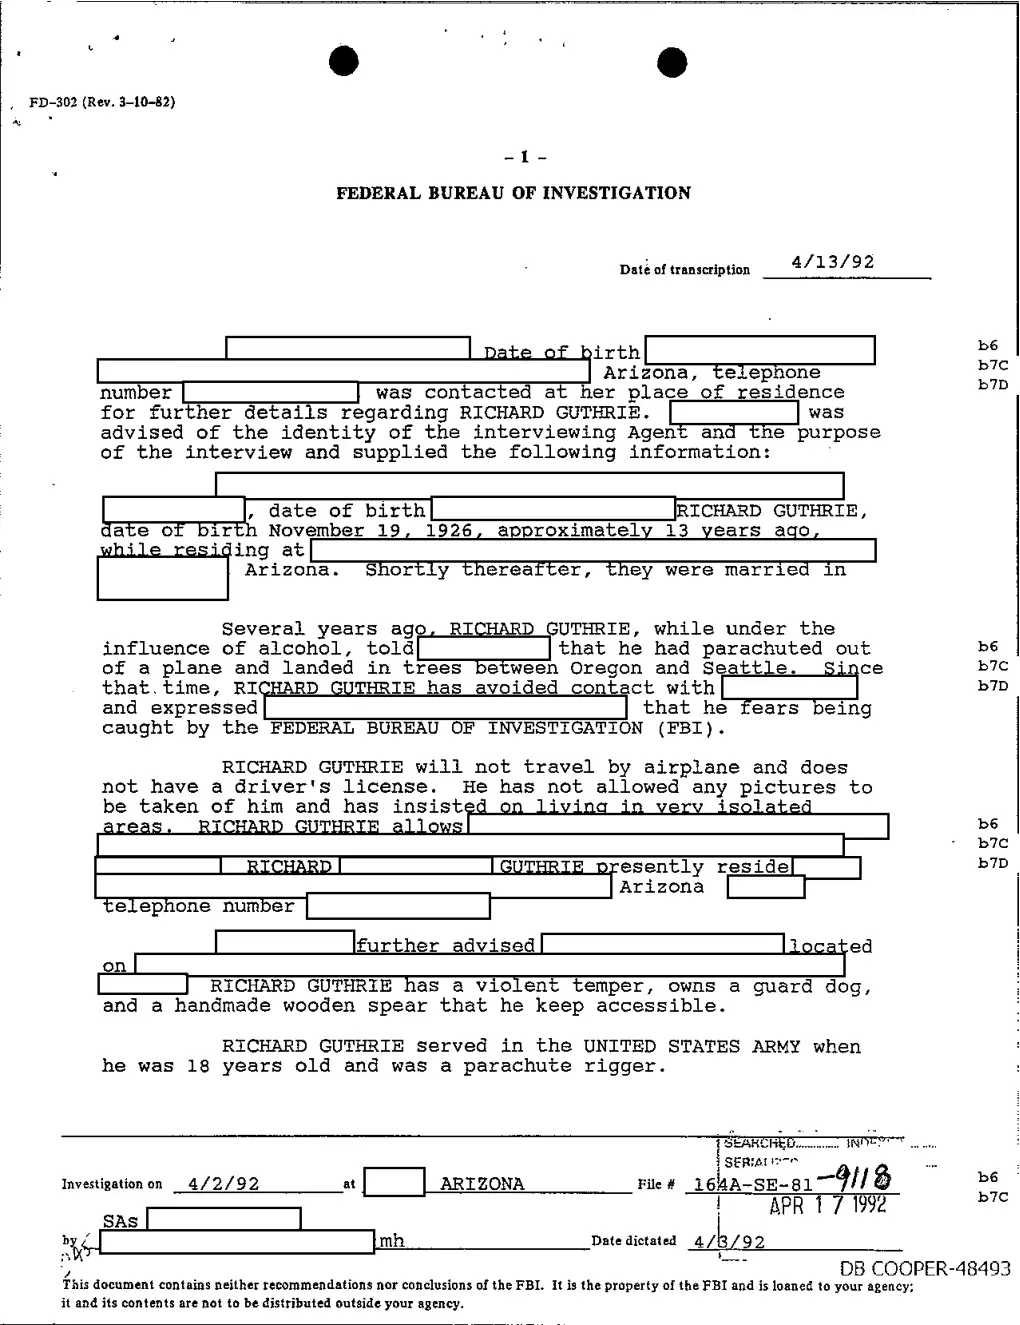 FD-302 (Rev. 3-10-82)
- 1 -
FEDERAL BUREAU OF INVESTIGATION
Date of transcription 4/13/92
Date of birth b6
Arizona, telephone b7C
number was contacted at her place of residence b7D
for further details regarding RICHARD GUTHRIE. was
advised of the identity of the interviewing Agent and the purpose
of the interview and supplied the following information:
, date of birth RICHARD GUTHRIE,
date of birth November 19, 1926, approximately 13 years ago,
while residing at
Arizona. Shortly thereafter, they were married in
Several years ago, RICHARD GUTHRIE, while under the
influence of alcohol, told that he had parachuted out b6
of a plane and landed in trees between Oregon and Seattle. Since b7C
that time, RICHARD GUTHRIE has avoided contact with b7D
and expressed that he fears being
caught by the FEDERAL BUREAU OF INVESTIGATION (FBI).
RICHARD GUTHRIE will not travel by airplane and does
not have a driver's license. He has not allowed any pictures to
be taken of him and has insisted on living in very isolated
areas. RICHARD GUTHRIE allows b6
b7C
RICHARD GUTHRIE presently reside b7D
Arizona
telephone number
further advised located
on
RICHARD GUTHRIE has a violent temper, owns a guard dog,
and a handmade wooden spear that he keep accessible.
RICHARD GUTHRIE served in the UNITED STATES ARMY when
he was 18 years old and was a parachute rigger.
SEARCHED
Investigation on 4/2/92 at ARIZONA File # 164A-SE-81 -9118 b6
APR 17 1992 b7C
SAs
by mh Date dictated 4/3/92
DB COOPER-48493
This document contains neither recommendations nor conclusions of the FBI. It is the property of the FBI and is loaned to your agency;
it and its contents are not to be distributed outside your agency.